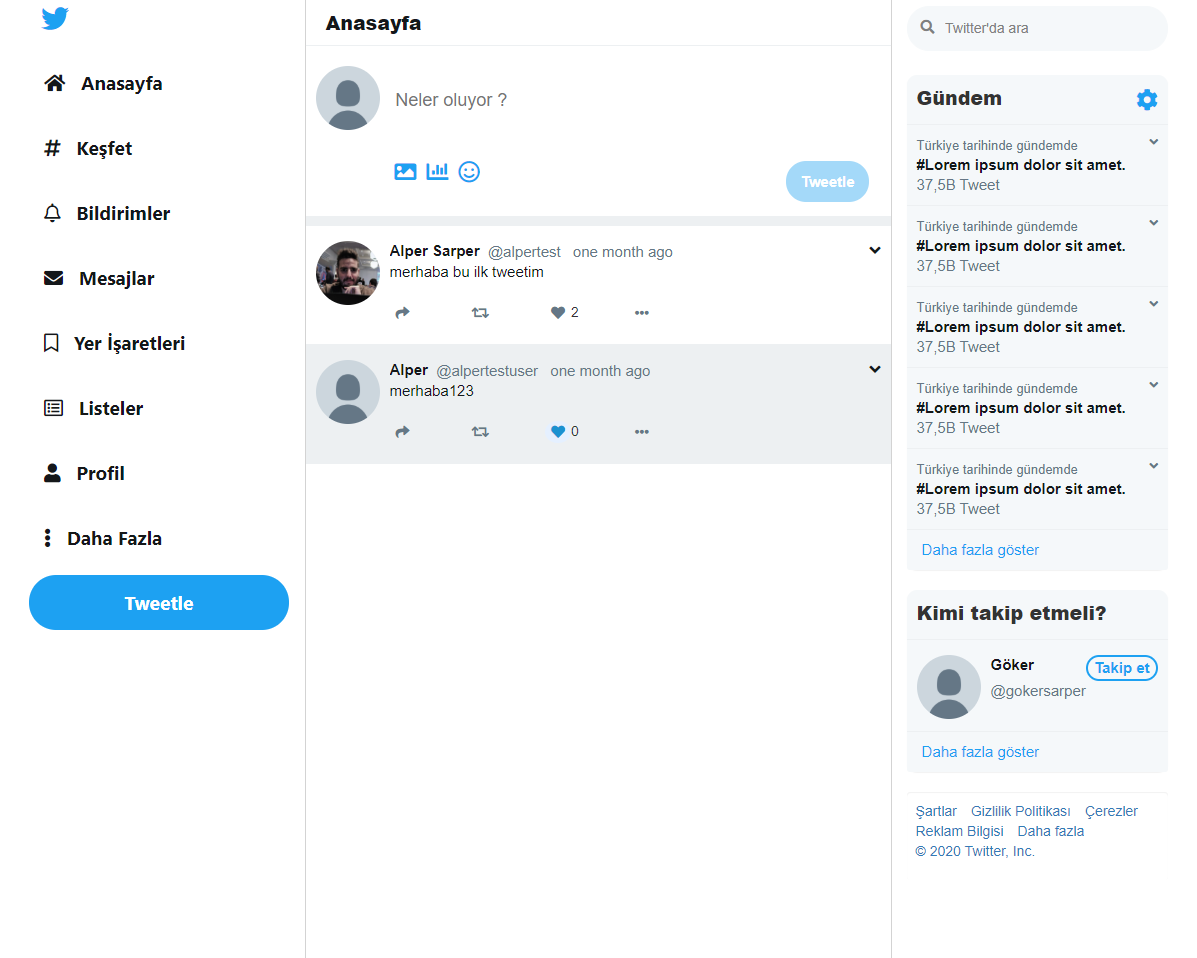 Anasayfa
Keşfet
Bildirimler
Mesajlar
Yer İşaretleri
Listeler
Profil
Daha Fazla
Tweetle
Anasayfa
Neler oluyor ?
Tweetle
Alper Sarper @alpertest one month ago
merhaba bu ilk tweetim
2
Alper @alpertestuser one month ago
merhaba123
0
Twitter'da ara
Gündem
Türkiye tarihinde gündemde
#Lorem ipsum dolor sit amet.
37,5B Tweet
Türkiye tarihinde gündemde
#Lorem ipsum dolor sit amet.
37,5B Tweet
Türkiye tarihinde gündemde
#Lorem ipsum dolor sit amet.
37,5B Tweet
Türkiye tarihinde gündemde
#Lorem ipsum dolor sit amet.
37,5B Tweet
Türkiye tarihinde gündemde
#Lorem ipsum dolor sit amet.
37,5B Tweet
Daha fazla göster
Kimi takip etmeli?
Göker Takip et
@gokersarper
Daha fazla göster
Şartlar Gizlilik Politikası Çerezler
Reklam Bilgisi Daha fazla
© 2020 Twitter, Inc.